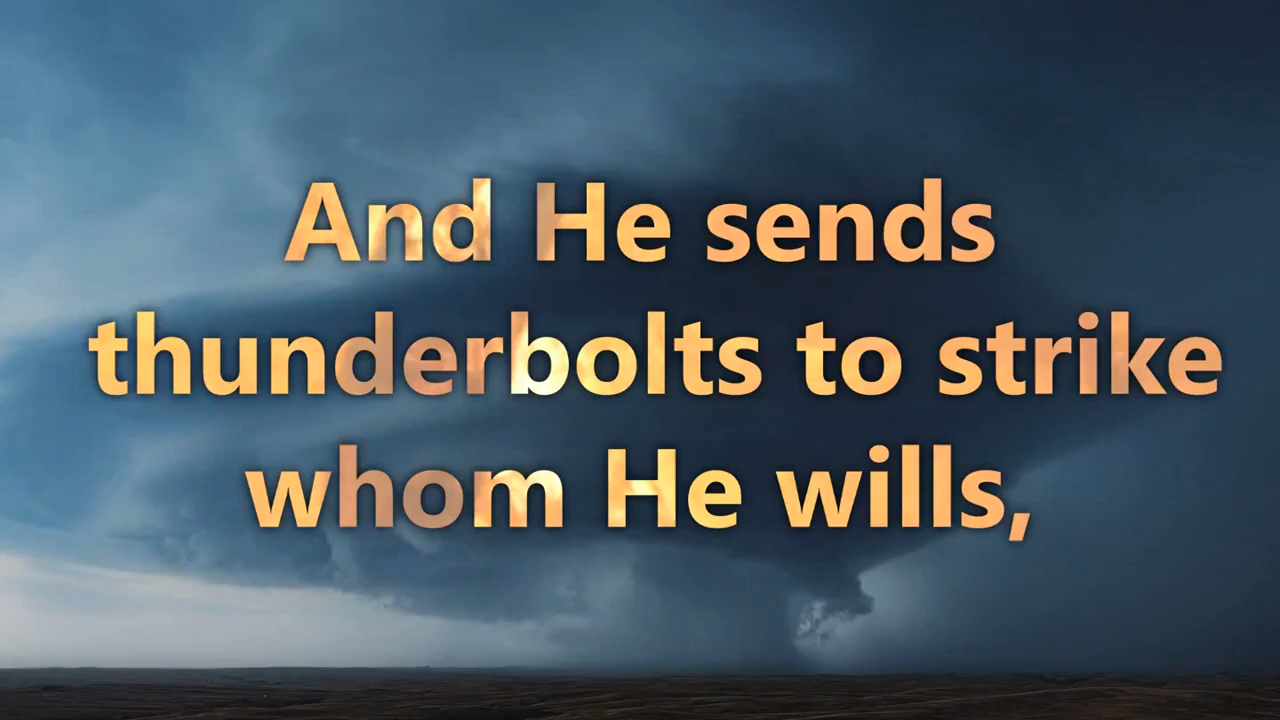 And He sends
thunderbolts to strike
whom He wills,